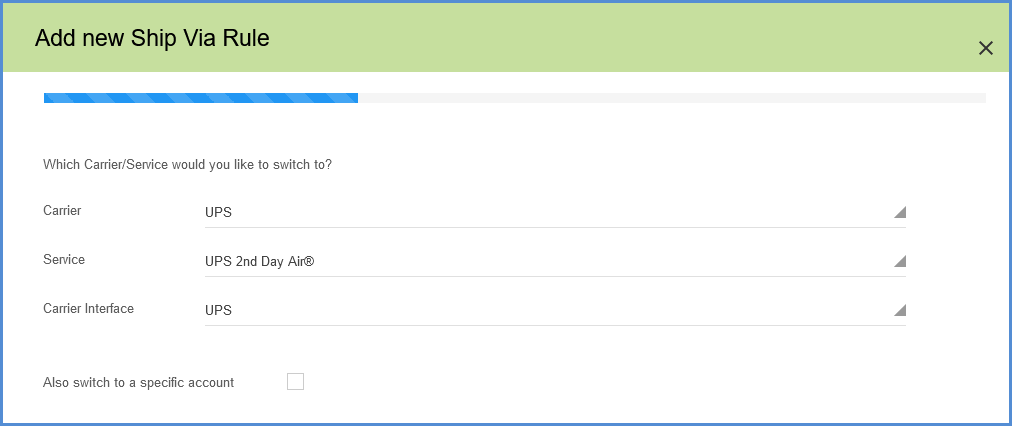 Add new Ship Via Rule
Which Carrier/Service would you like to switch to?
Carrier UPS
Service UPS 2nd Day Air®
Carrier Interface UPS
Also switch to a specific account